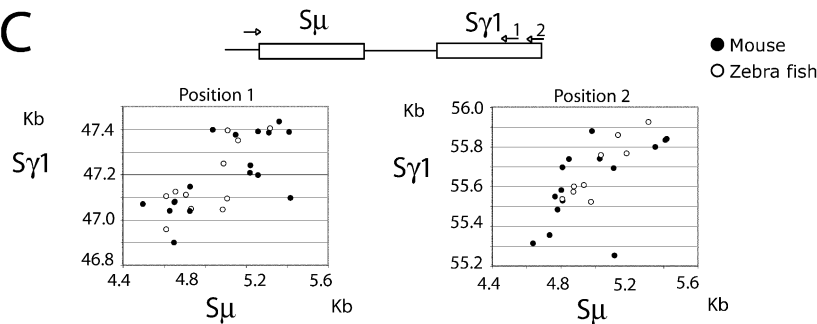 C
Sμ
Sγ1
1 2
Mouse
Zebra fish
Position 1
Kb
Sγ1
47.4
47.2
47.0
46.8
4.4 4.8 5.2 5.6
Sμ Kb
Position 2
Kb
Sγ1
56.0
55.8
55.6
55.4
55.2
4.4 4.8 5.2 5.6
Sμ Kb